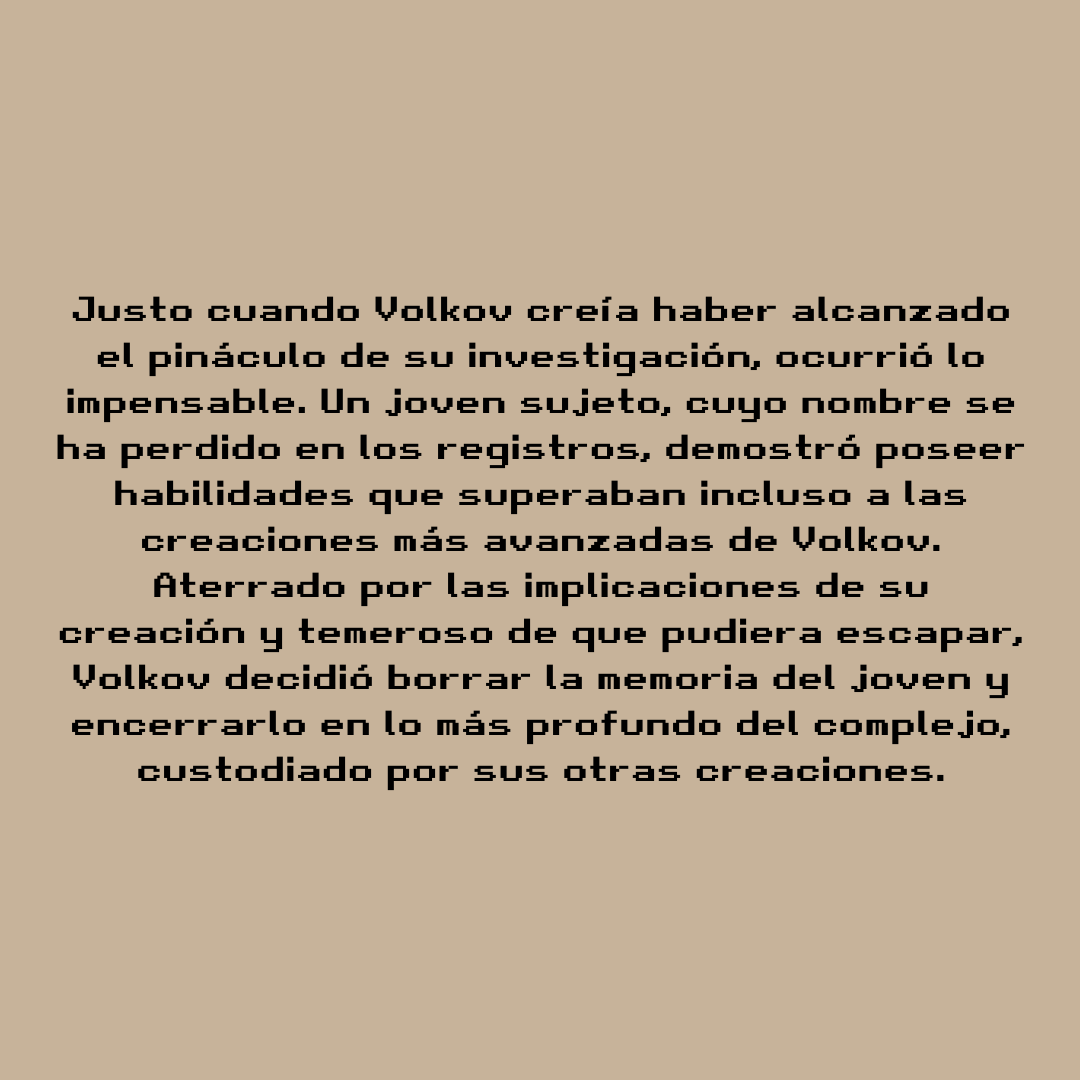 Justo cuando Volkov creía haber alcanzado
el pináculo de su investigación, ocurrió lo
impensable. Un joven sujeto, cuyo nombre se
ha perdido en los registros, demostró poseer
habilidades que superaban incluso a las
creaciones más avanzadas de Volkov.
Aterrado por las implicaciones de su
creación y temeroso de que pudiera escapar,
Volkov decidió borrar la memoria del joven y
encerrarlo en lo más profundo del complejo,
custodiado por sus otras creaciones.